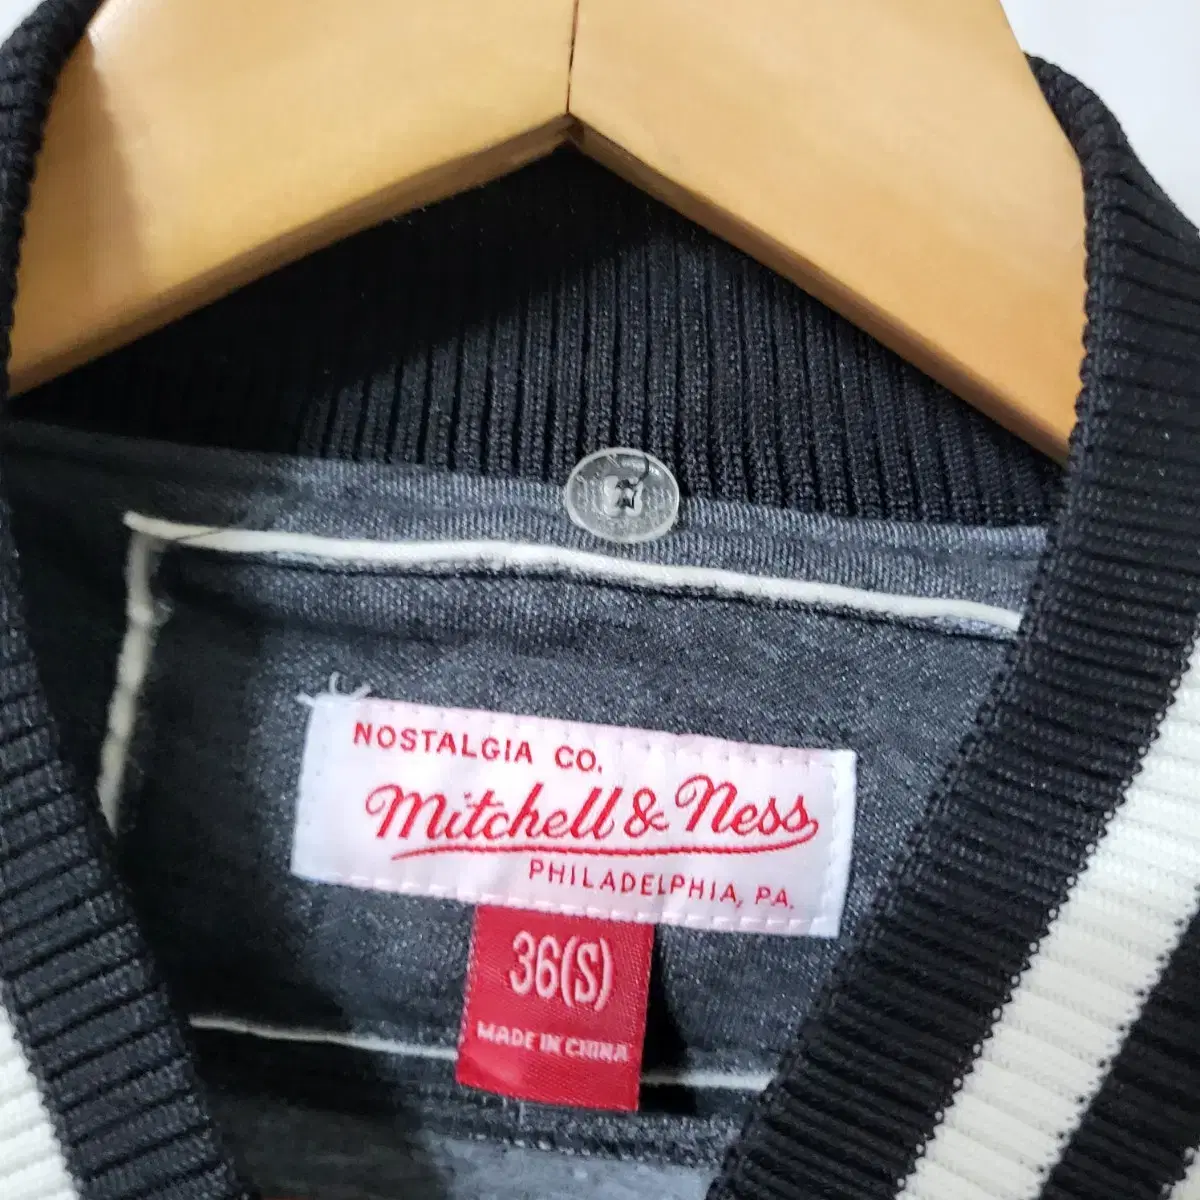 NOSTALGIA CO.
Mitchell & Ness
PHILADELPHIA, PA.
36(S)
MADE IN CHINA